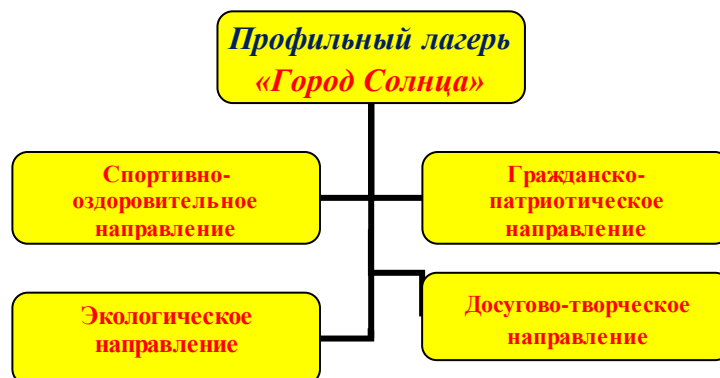 Профильный лагерь
«Город Солнца»
Спортивно-
оздоровительное
направление
Гражданско-
патриотическое
направление
Экологическое
направление
Досугово-творческое
направление